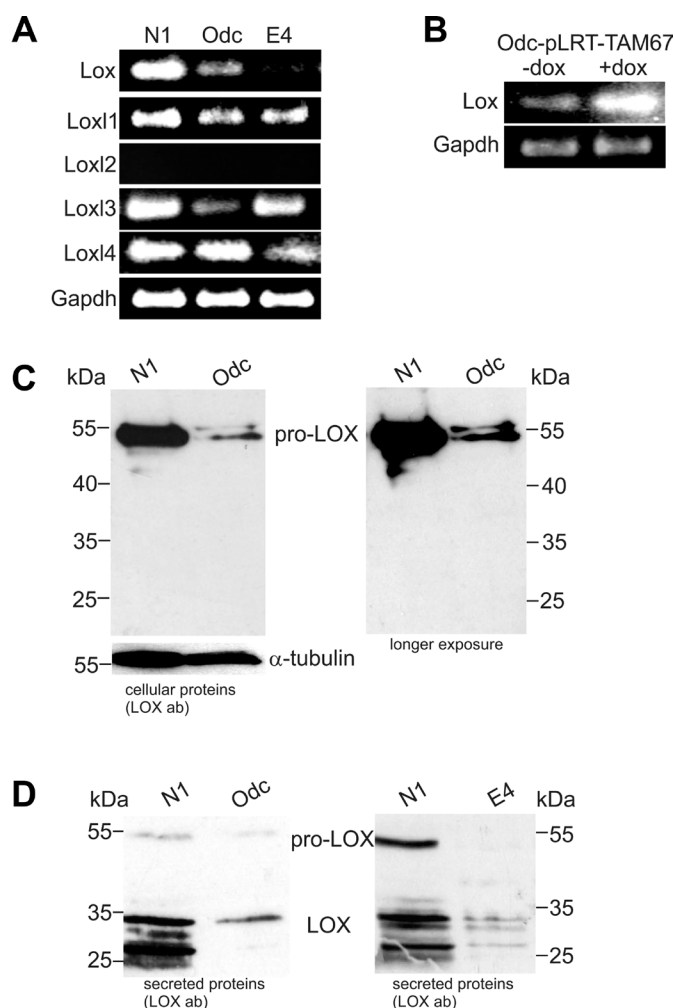 A
N1 Odc E4
Lox
Loxl1
Loxl2
Loxl3
Loxl4
Gapdh
B
Odc-pLRT-TAM67
-dox +dox
Lox
Gapdh
C
kDa N1 Odc
55
40
35
25
pro-LOX
N1 Odc kDa
55
40
35
25
longer exposure
55
α-tubulin
cellular proteins
(LOX ab)
D
kDa N1 Odc
55
35
25
pro-LOX
LOX
secreted proteins
(LOX ab)
N1 E4 kDa
55
35
25
secreted proteins
(LOX ab)